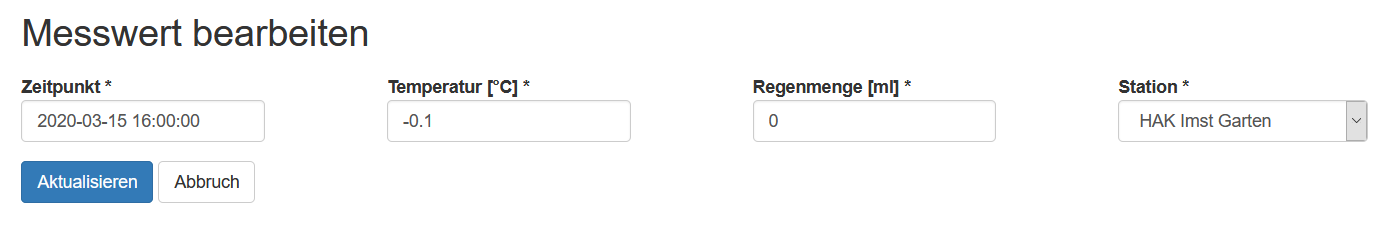 Messwert bearbeiten
Zeitpunkt * Temperatur [°C] * Regenmenge [ml] * Station *
2020-03-15 16:00:00 -0.1 0 HAK Imst Garten
Aktualisieren Abbruch